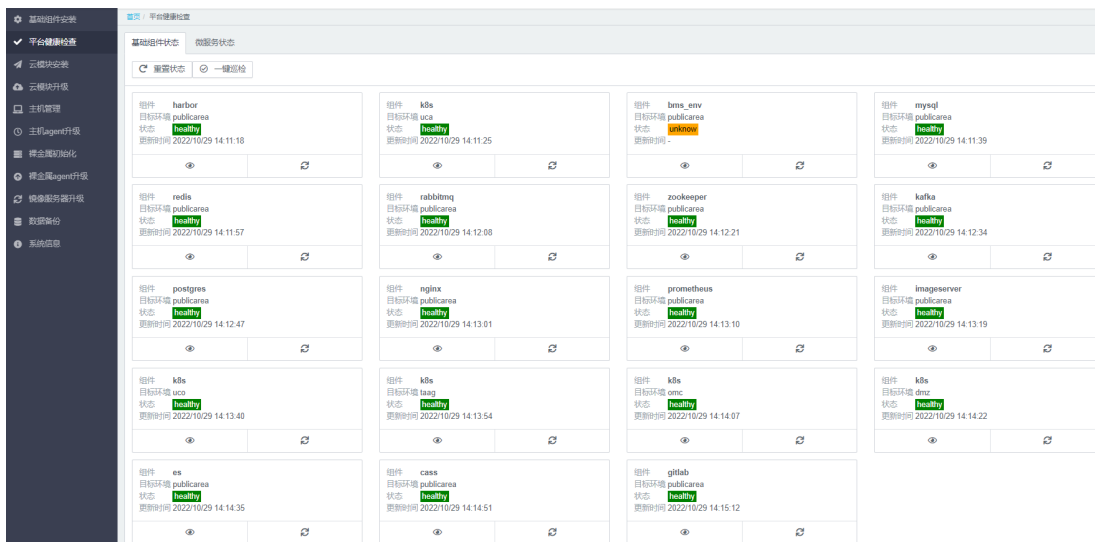 基础组件安装
平台健康检查
云模块安装
云模块升级
主机管理
主机agent升级
裸金属初始化
裸金属agent升级
镜像服务器升级
数据备份
系统信息
首页 / 平台健康检查
基础组件状态 微服务状态
重置状态 一键巡检
组件 harbor
目标环境 publicarea
状态 healthy
更新时间 2022/10/29 14:11:18
组件 k8s
目标环境 uca
状态 healthy
更新时间 2022/10/29 14:11:25
组件 bms_env
目标环境 publicarea
状态 unknow
更新时间 -
组件 mysql
目标环境 publicarea
状态 healthy
更新时间 2022/10/29 14:11:39
组件 redis
目标环境 publicarea
状态 healthy
更新时间 2022/10/29 14:11:57
组件 rabbitmq
目标环境 publicarea
状态 healthy
更新时间 2022/10/29 14:12:08
组件 zookeeper
目标环境 publicarea
状态 healthy
更新时间 2022/10/29 14:12:21
组件 kafka
目标环境 publicarea
状态 healthy
更新时间 2022/10/29 14:12:34
组件 postgres
目标环境 publicarea
状态 healthy
更新时间 2022/10/29 14:12:47
组件 nginx
目标环境 publicarea
状态 healthy
更新时间 2022/10/29 14:13:01
组件 prometheus
目标环境 publicarea
状态 healthy
更新时间 2022/10/29 14:13:10
组件 imageserver
目标环境 publicarea
状态 healthy
更新时间 2022/10/29 14:13:19
组件 k8s
目标环境 uco
状态 healthy
更新时间 2022/10/29 14:13:40
组件 k8s
目标环境 taag
状态 healthy
更新时间 2022/10/29 14:13:54
组件 k8s
目标环境 omc
状态 healthy
更新时间 2022/10/29 14:14:07
组件 k8s
目标环境 dmz
状态 healthy
更新时间 2022/10/29 14:14:22
组件 es
目标环境 publicarea
状态 healthy
更新时间 2022/10/29 14:14:35
组件 cass
目标环境 publicarea
状态 healthy
更新时间 2022/10/29 14:14:51
组件 gitlab
目标环境 publicarea
状态 healthy
更新时间 2022/10/29 14:15:12